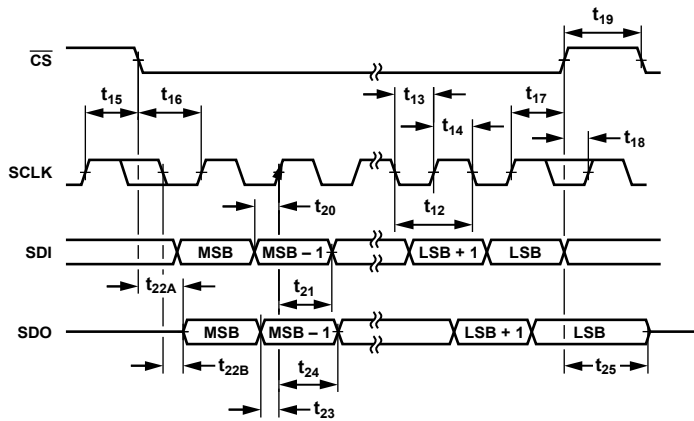 t19
CS
t15
t16
t13
t17
t14
t18
SCLK
t20
t12
SDI
MSB
MSB – 1
LSB + 1
LSB
t22A
t21
SDO
MSB
MSB – 1
LSB + 1
LSB
t22B
t24
t25
t23